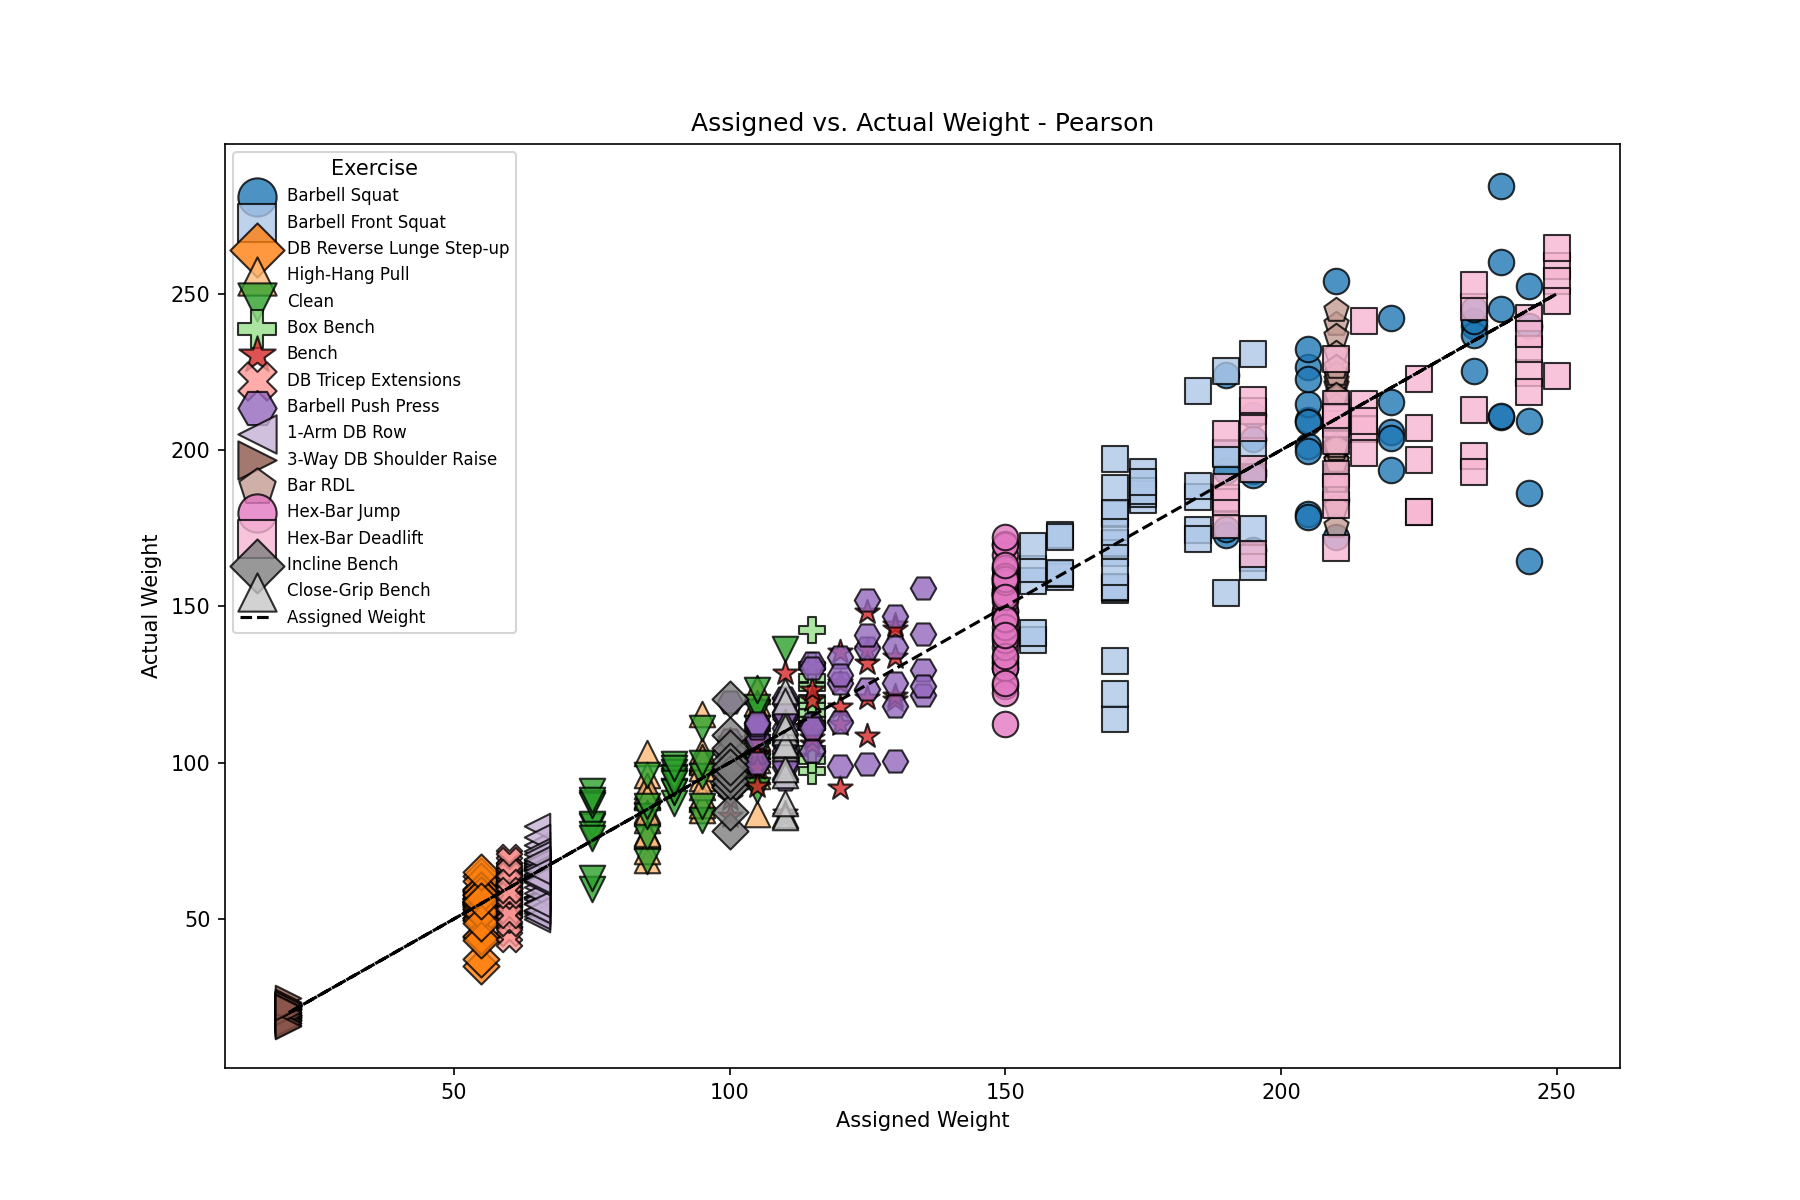 Assigned vs. Actual Weight - Pearson
Exercise
Barbell Squat
Barbell Front Squat
DB Reverse Lunge Step-up
High-Hang Pull
Clean
Box Bench
Bench
DB Tricep Extensions
Barbell Push Press
1-Arm DB Row
3-Way DB Shoulder Raise
Bar RDL
Hex-Bar Jump
Hex-Bar Deadlift
Incline Bench
Close-Grip Bench
Assigned Weight
Actual Weight
250
200
150
100
50
50 100 150 200 250
Assigned Weight